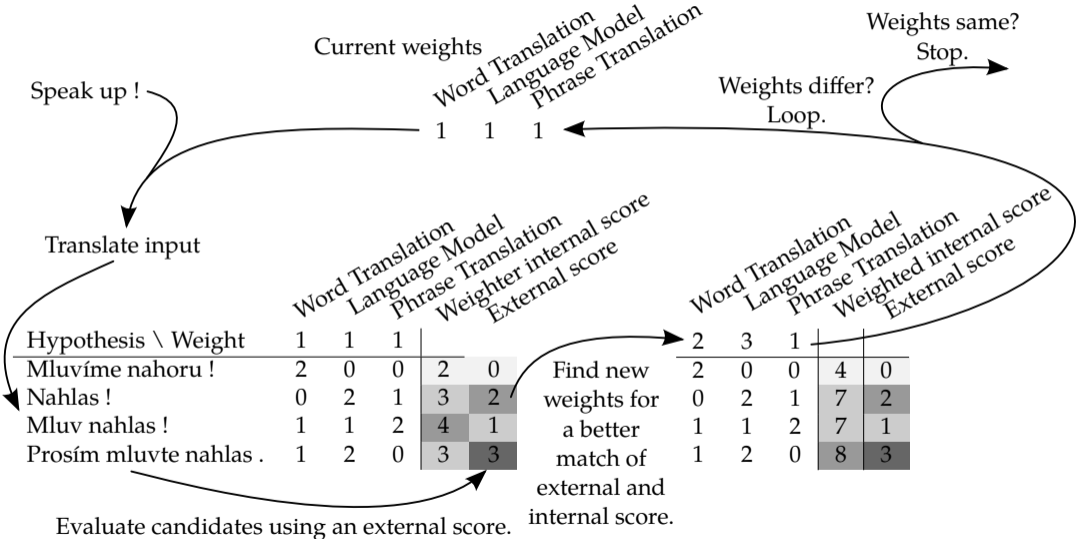 Current weights
Word Translation
Language Model
Phrase Translation
1 1 1
Speak up !
Weights same?
Stop.
Weights differ?
Loop.
Translate input
Word Translation
Language Model
Phrase Translation
Weighter internal score
External score
Hypothesis \ Weight 1 1 1
Mluvíme nahoru ! 2 0 0 2 0
Nahlas ! 0 2 1 3 2
Mluv nahlas ! 1 1 2 4 1
Prosím mluvte nahlas . 1 2 0 3 3
Evaluate candidates using an external score.
Find new
weights for
a better
match of
external and
internal score.
Word Translation
Language Model
Phrase Translation
Weighted internal score
External score
2 3 1
2 0 0 4 0
0 2 1 7 2
1 1 2 7 1
1 2 0 8 3